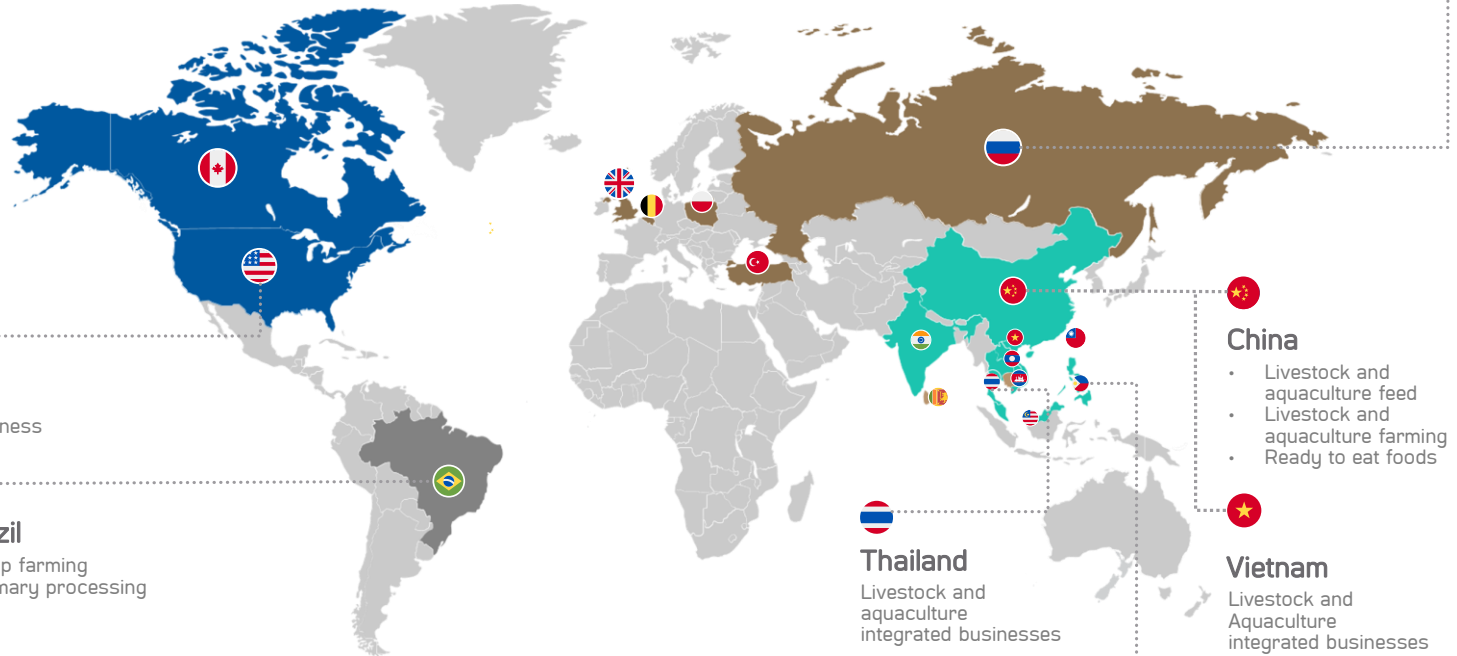 ness
zil
p farming
mary processing
Thailand
Livestock and
aquaculture
integrated businesses
China
• Livestock and
aquaculture feed
• Livestock and
aquaculture farming
• Ready to eat foods
Vietnam
Livestock and
Aquaculture
integrated businesses